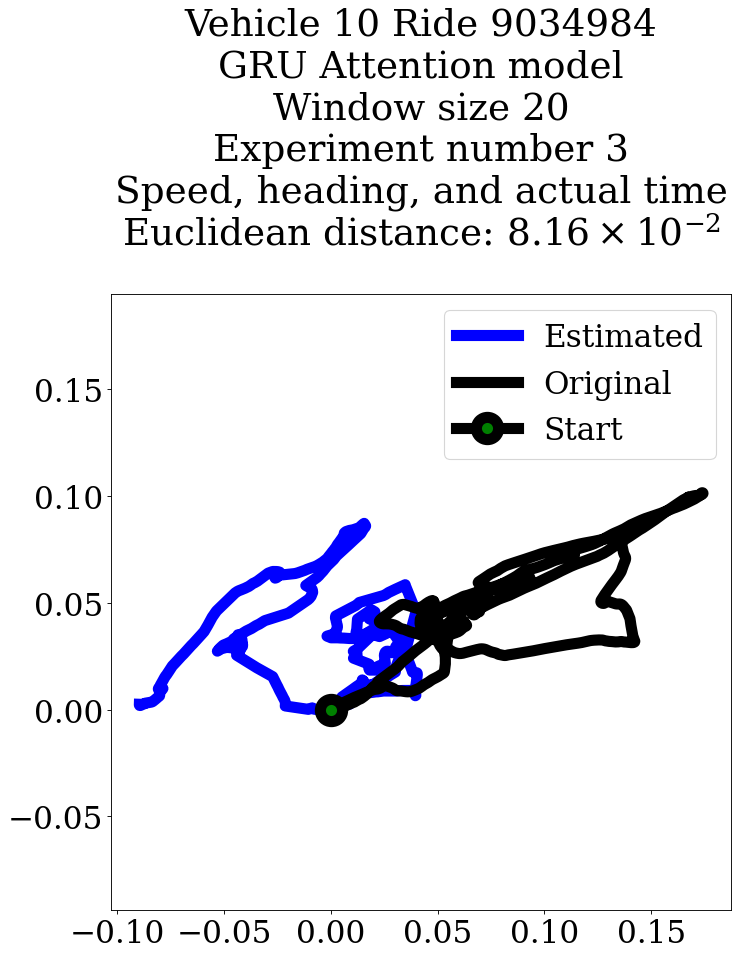 Vehicle 10 Ride 9034984
GRU Attention model
Window size 20
Experiment number 3
Speed, heading, and actual time
Euclidean distance: 8.16 × 10⁻²
Estimated
Original
Start
0.15
0.10
0.05
0.00
−0.05
−0.10 −0.05 0.00 0.05 0.10 0.15